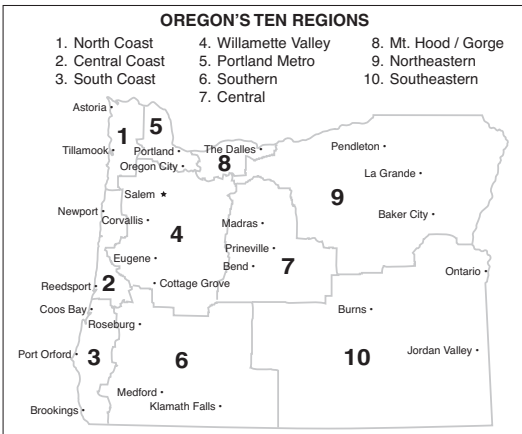 OREGON'S TEN REGIONS
1. North Coast
2. Central Coast
3. South Coast
4. Willamette Valley
5. Portland Metro
6. Southern
7. Central
8. Mt. Hood / Gorge
9. Northeastern
10. Southeastern
Astoria
1
5
Tillamook
Portland
The Dalles
Pendleton
Oregon City
8
La Grande
Salem
9
Newport
Corvallis
Baker City
4
Madras
Prineville
Eugene
Bend
7
Ontario
Reedsport
2
Cottage Grove
Coos Bay
Burns
Roseburg
Port Orford
3
6
10
Jordan Valley
Medford
Klamath Falls
Brookings